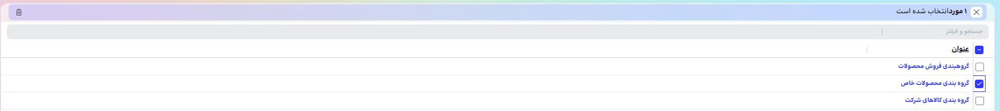 ۱ موردانتخاب شده است
جستجو و فیلتر
عنوان
گروهبندی فروش محصولات
گروه بندی محصولات خاص
گروه بندی کالاهای شرکت